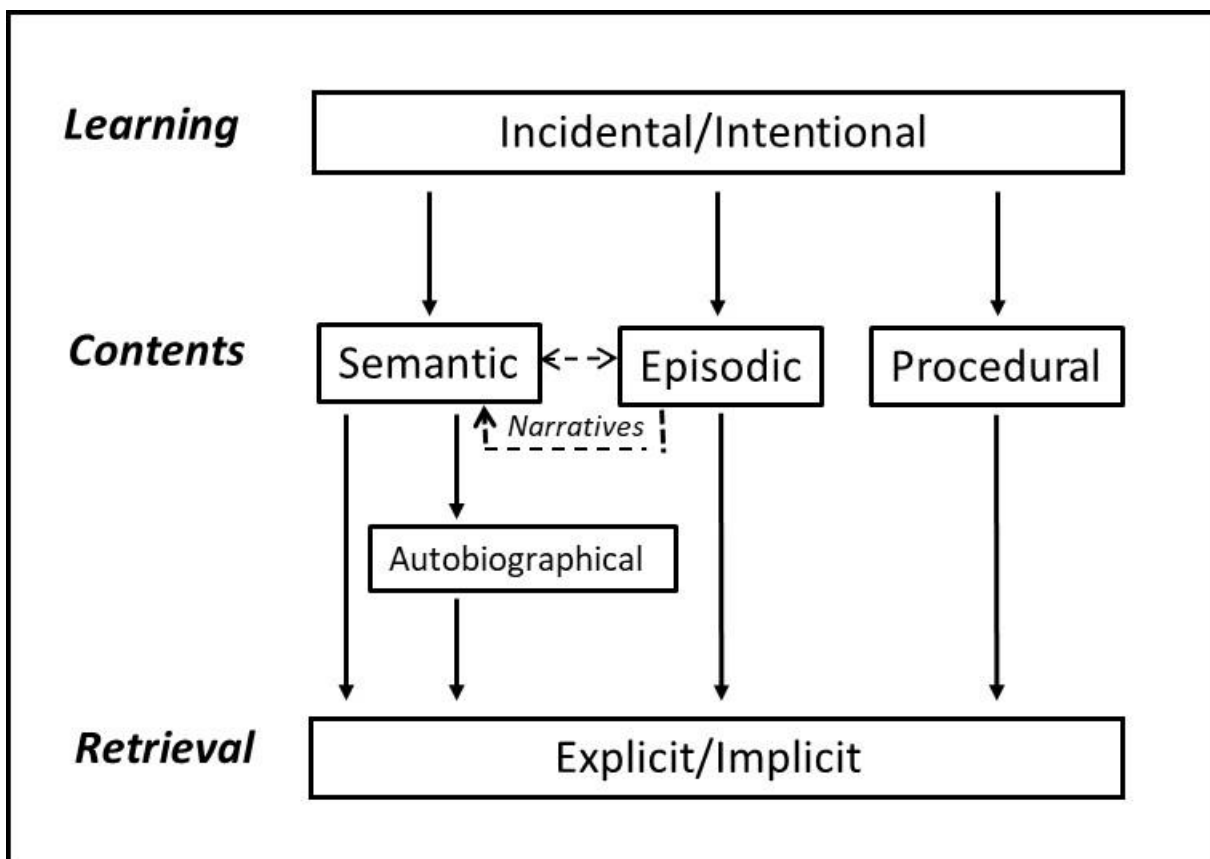 Learning
Incidental/Intentional
Contents
Semantic
Episodic
Procedural
Narratives
Autobiographical
Retrieval
Explicit/Implicit